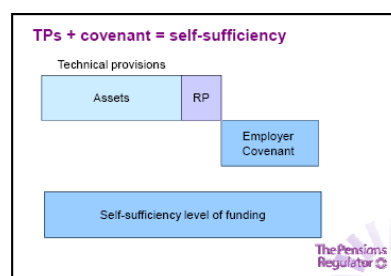 TPs + covenant = self-sufficiency
Technical provisions
Assets
RP
Employer
Covenant
Self-sufficiency level of funding
The Pensions
Regulator